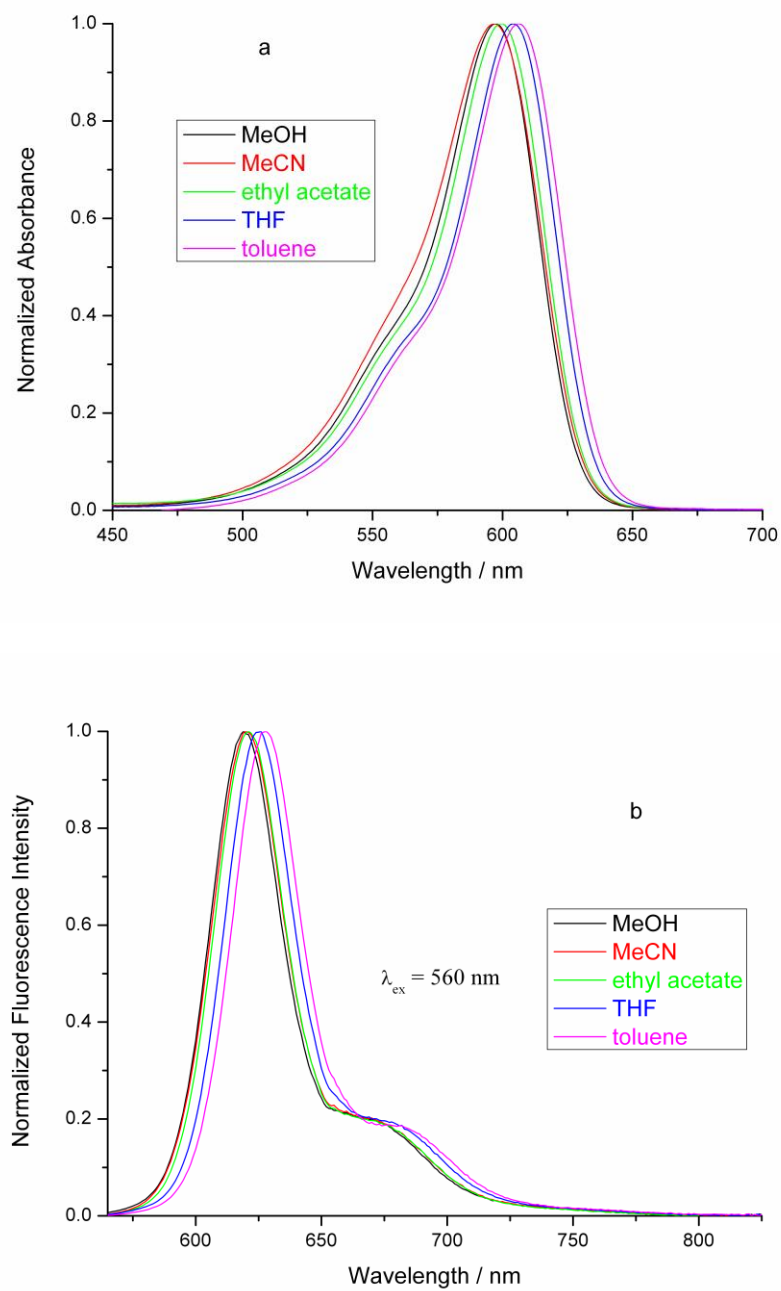 a
MeOH
MeCN
ethyl acetate
THF
toluene
Normalized Absorbance
1.0
0.8
0.6
0.4
0.2
0.0
450 500 550 600 650 700
Wavelength / nm
b
MeOH
MeCN
ethyl acetate
THF
toluene
λex = 560 nm
Normalized Fluorescence Intensity
1.0
0.8
0.6
0.4
0.2
0.0
600 650 700 750 800
Wavelength / nm